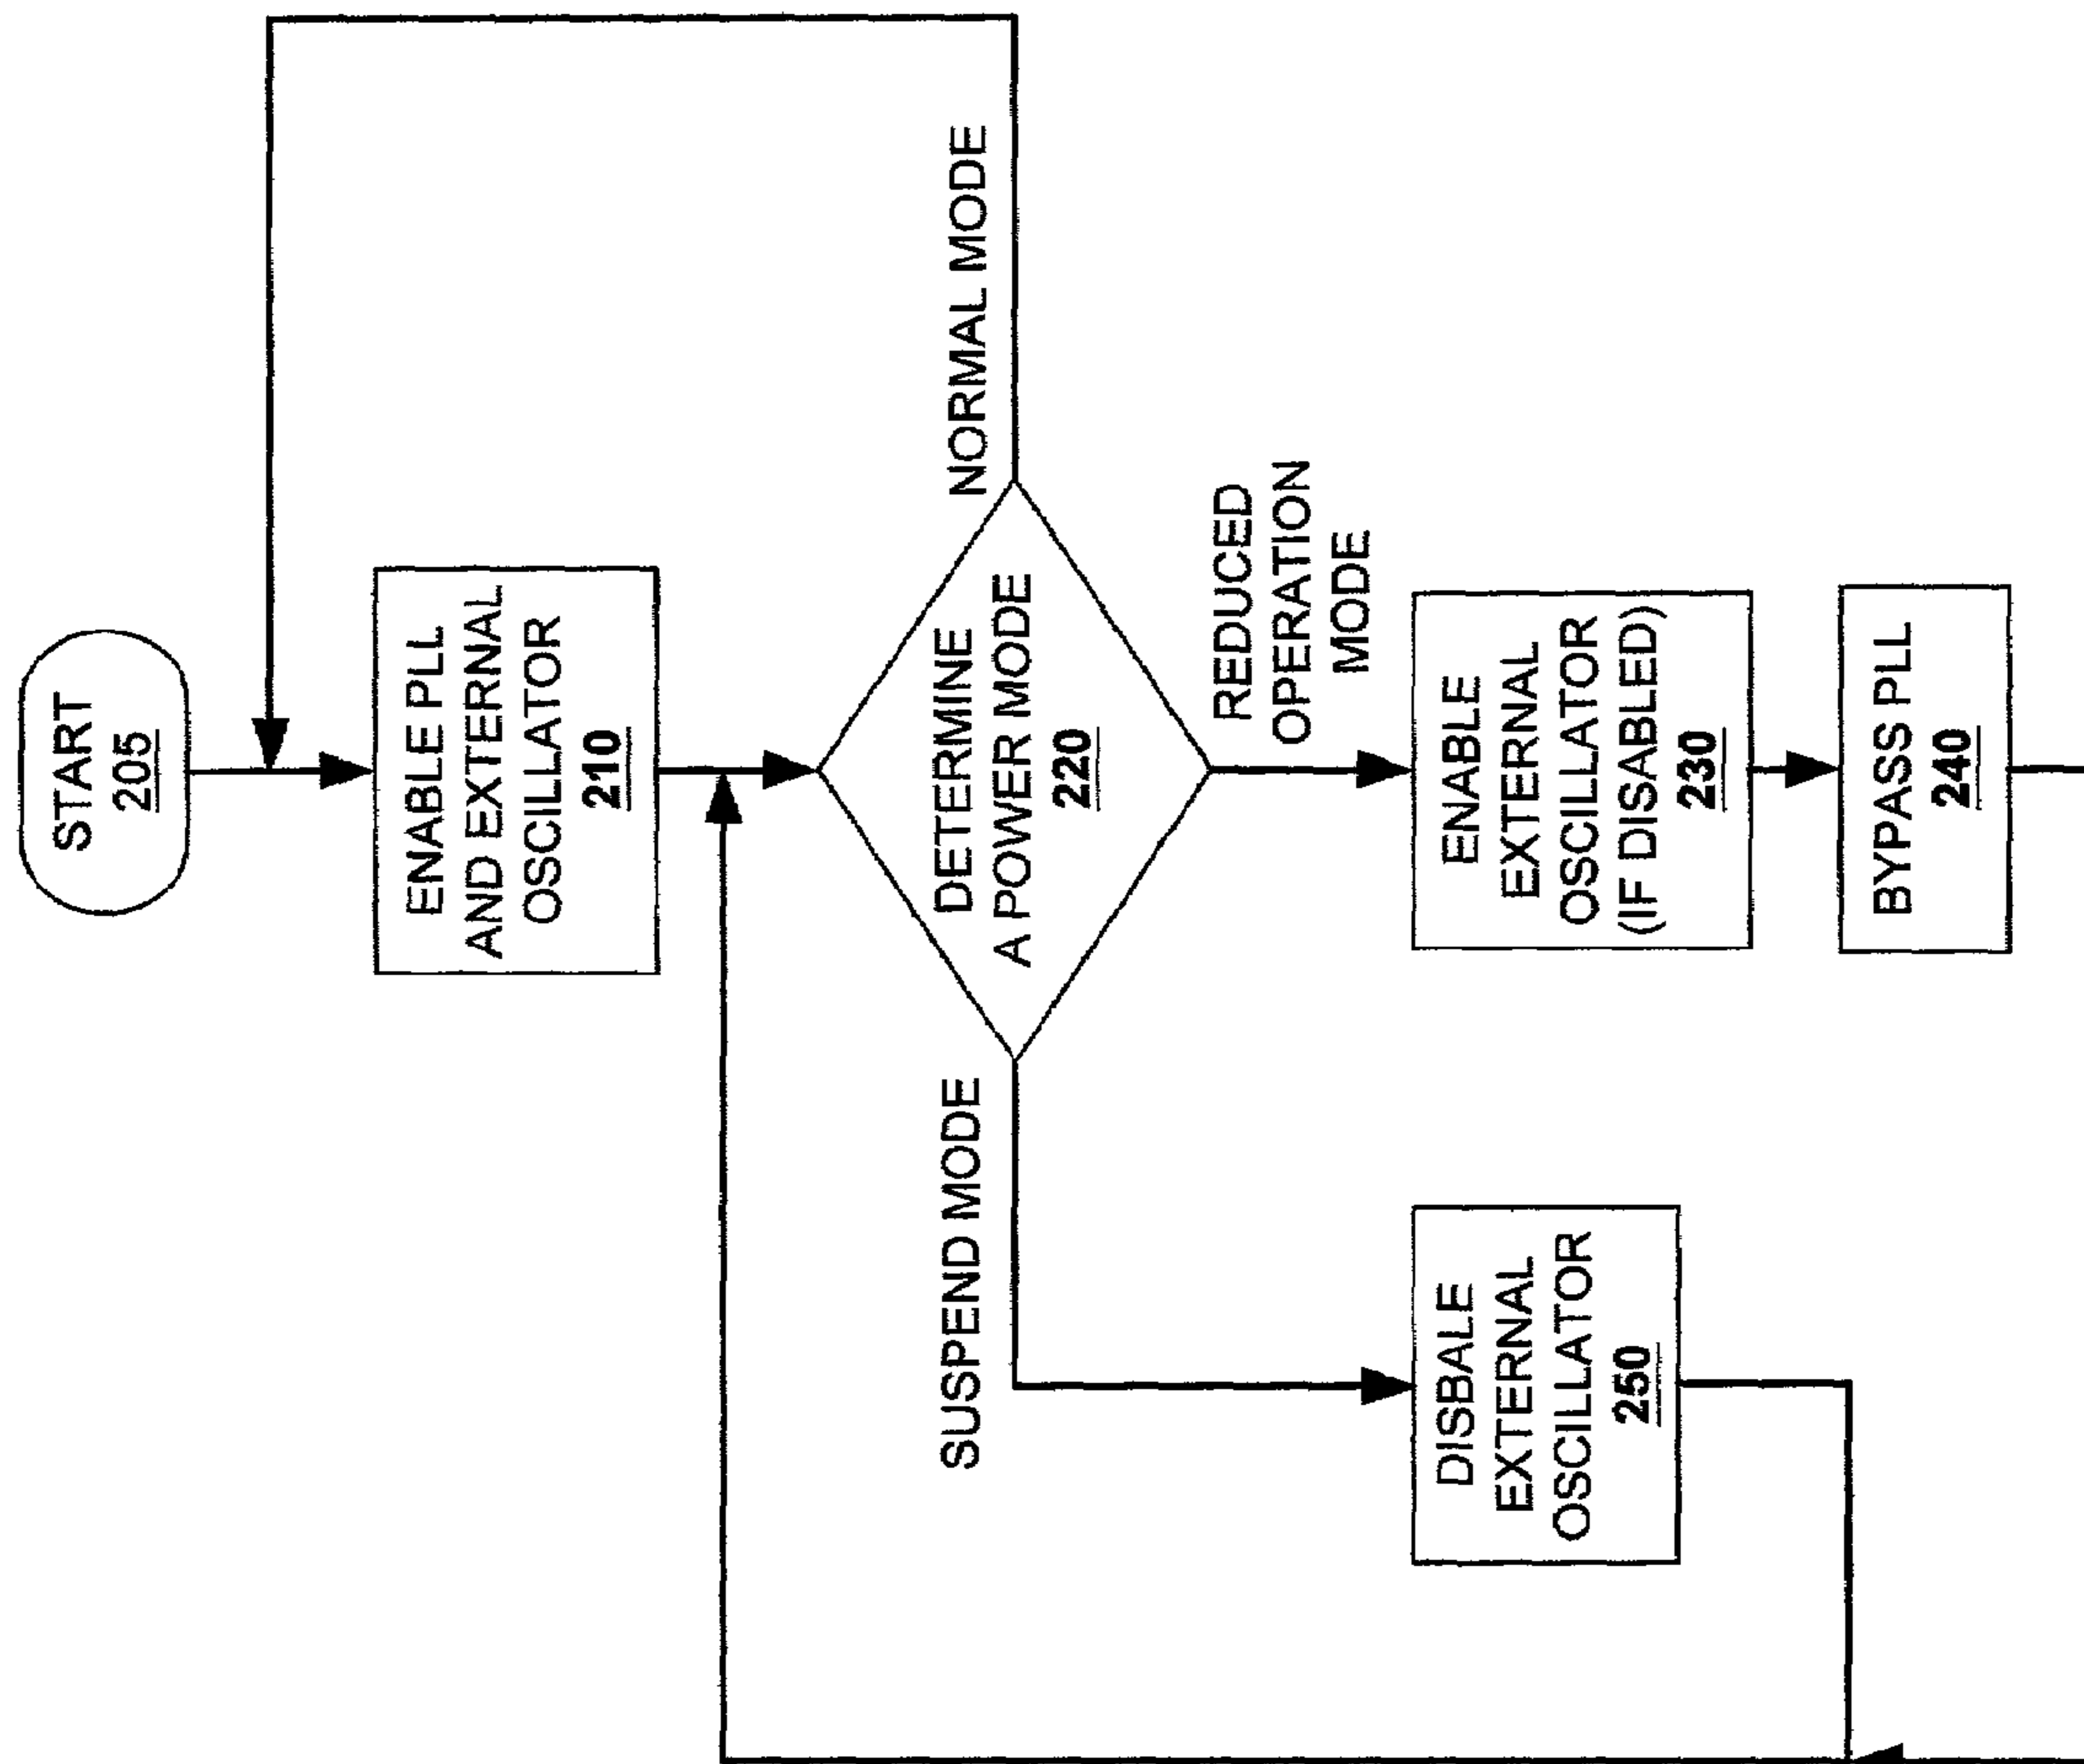 START
205
ENABLE PLL
AND EXTERNAL
OSCILLATOR
210
DETERMINE
A POWER MODE
220
NORMAL MODE
SUSPEND MODE
REDUCED
OPERATION
MODE
ENABLE
EXTERNAL
OSCILLATOR
(IF DISABLED)
230
BYPASS PLL
240
DISBALE
EXTERNAL
OSCILLATOR
250